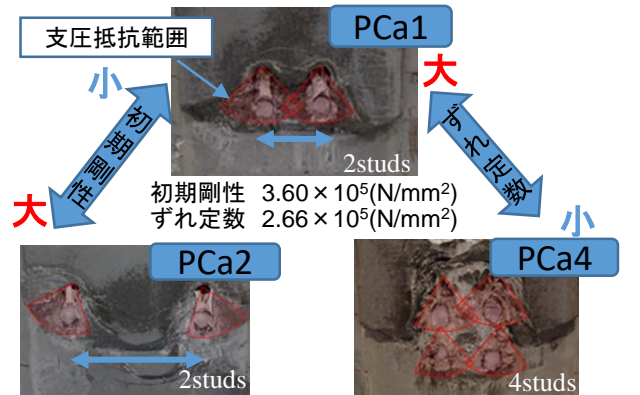 支圧抵抗範囲
PCa1
小
大
初期剛性
ずれ定数
2studs
初期剛性 3.60×10⁵(N/mm²)
ずれ定数 2.66×10⁵(N/mm²)
大
小
PCa2
PCa4
2studs
4studs